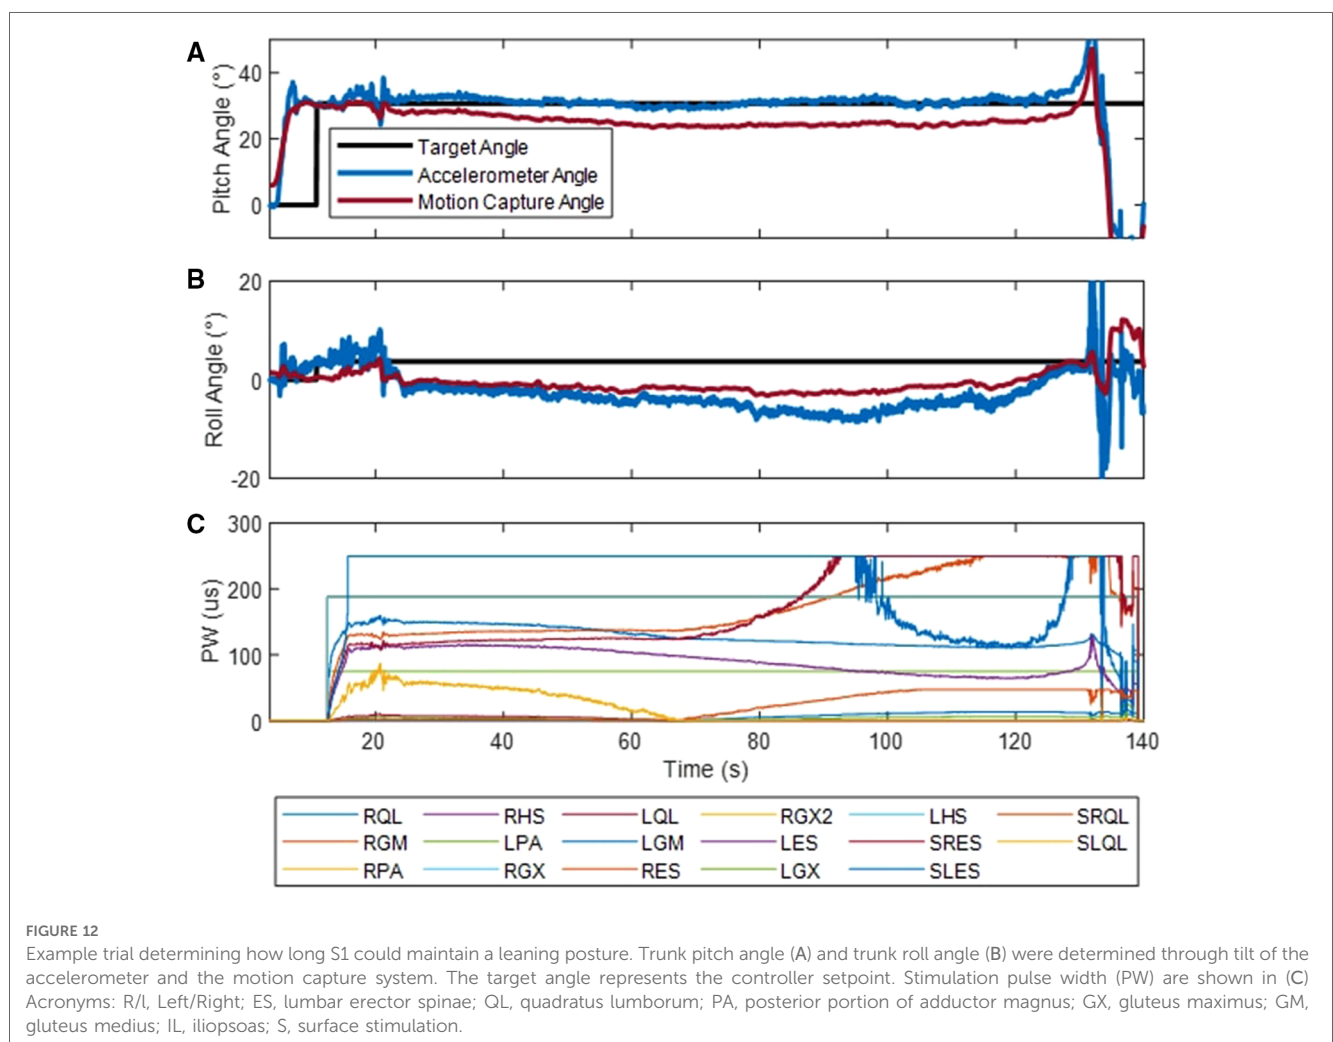 A
Pitch Angle (°)
40
20
0
Target Angle
Accelerometer Angle
Motion Capture Angle
B
Roll Angle (°)
20
0
-20
C
PW (us)
300
200
100
0
20 40 60 80 100 120 140
Time (s)
RQL RHS LQL RGX2 LHS SRQL
RGM LPA LGM LES SRES SLQL
RPA RGX RES LGX SLES
FIGURE 12
Example trial determining how long S1 could maintain a leaning posture. Trunk pitch angle (A) and trunk roll angle (B) were determined through tilt of the
accelerometer and the motion capture system. The target angle represents the controller setpoint. Stimulation pulse width (PW) are shown in (C)
Acronyms: R/l, Left/Right; ES, lumbar erector spinae; QL, quadratus lumborum; PA, posterior portion of adductor magnus; GX, gluteus maximus; GM,
gluteus medius; IL, iliopsoas; S, surface stimulation.